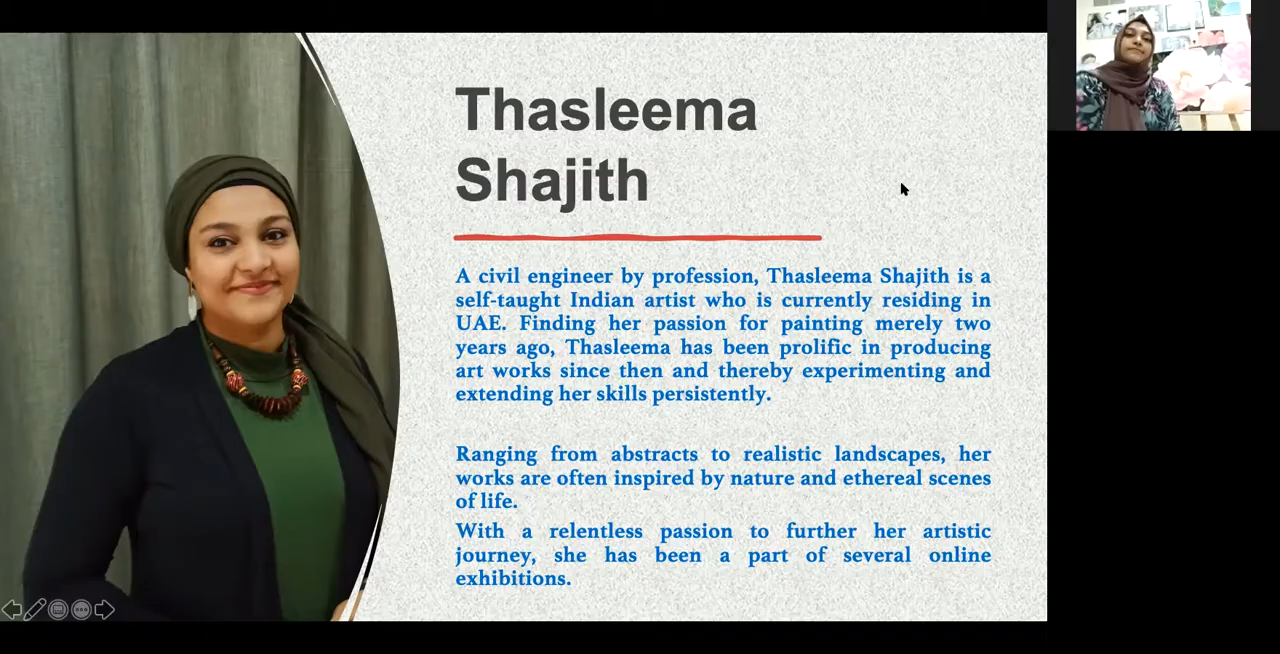 Thasleema
Shajith
A civil engineer by profession, Thasleema Shajith is a
self-taught Indian artist who is currently residing in
UAE. Finding her passion for painting merely two
years ago, Thasleema has been prolific in producing
art works since then and thereby experimenting and
extending her skills persistently.
Ranging from abstracts to realistic landscapes, her
works are often inspired by nature and ethereal scenes
of life.
With a relentless passion to further her artistic
journey, she has been a part of several online
exhibitions.